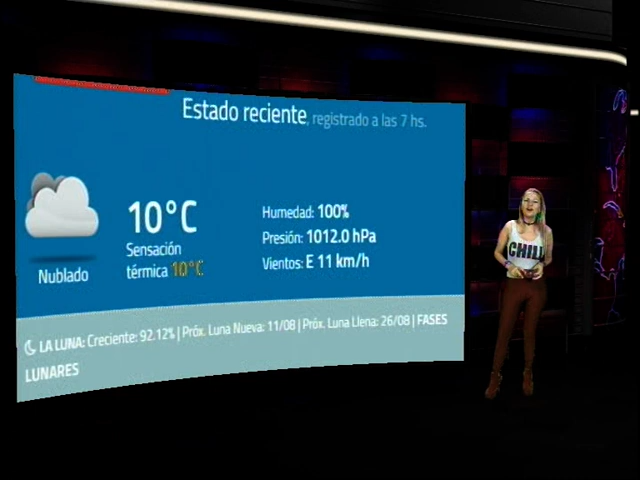 Estado reciente, registrado a las 7 hs.
10°C
Sensación
térmica 10°C
Nublado
Humedad: 100%
Presión: 1012.0 hPa
Vientos: E 11 km/h
LA LUNA: Creciente: 92.12% | Próx. Luna Nueva: 11/08 | Próx. Luna Llena: 26/08 | FASES
LUNARES
CHILL